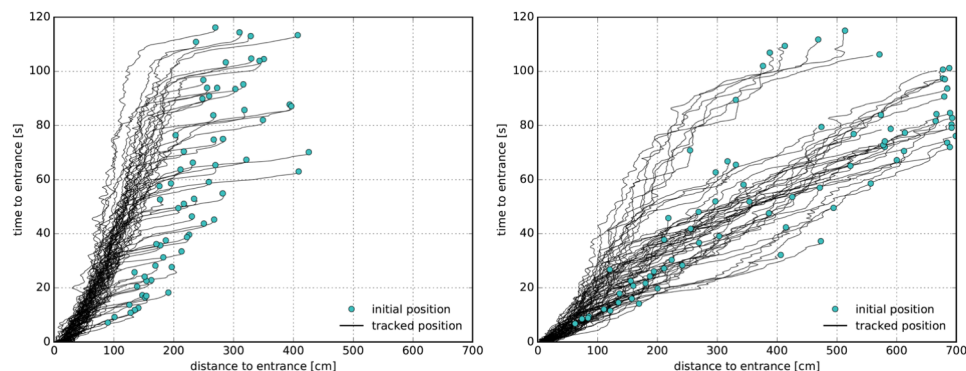 120
100
80
60
40
20
0
time to entrance [s]
initial position
tracked position
0 100 200 300 400 500 600 700
distance to entrance [cm]
120
100
80
60
40
20
0
time to entrance [s]
initial position
tracked position
0 100 200 300 400 500 600 700
distance to entrance [cm]